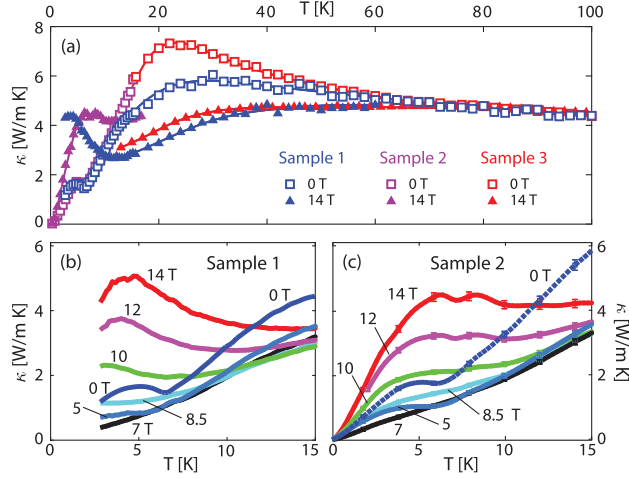 T [K]
0 20 40 60 80 100
(a)
8
6
4
2
0
κ [W/m K]
Sample 1 Sample 2 Sample 3
0 T 0 T 0 T
14 T 14 T 14 T
6
4
2
0
κ [W/m K]
(b) Sample 1
14 T
0 T
12
10
0 T
5
8.5
7 T
0 5 10 15
T [K]
(c) Sample 2
0 T
14 T
12
10
8.5 T
5
7
6
4
2
0
κ [W/m K]
0 5 10 15
T [K]